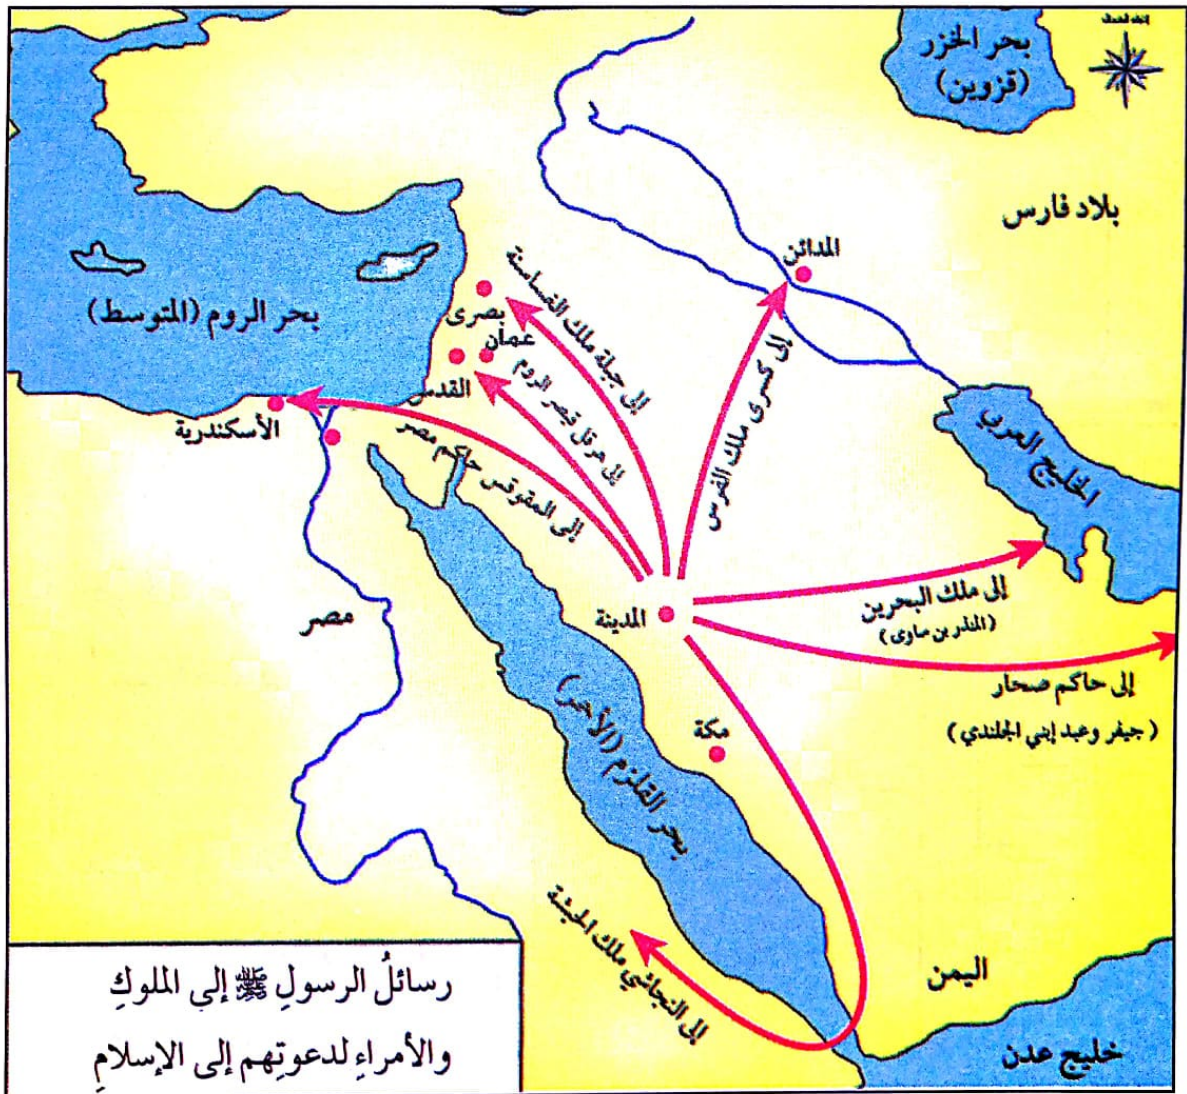 بحر الخزر
(قزوين)
بلاد فارس
المدائن
بحر الروم (المتوسط)
بصرى
عمان
القدس
الأسكندرية
إلى جبلة ملك الغساسنة
إلى هرقل قيصر الروم
إلى المقوقس حاكم مصر
إلى كسرى ملك الفرس
الخليج العربي
إلى ملك البحرين
(المنذر بن ساوى)
المدينة
مصر
إلى حاكم صحار
(جيفر وعبد إبني الجلندي)
مكة
بحر القلزم (الأحمر)
إلى النجاشي ملك الحبشة
اليمن
خليج عدن
رسائلُ الرسولِ ﷺ إلى الملوكِ
والأمراءِ لدعوتِهم إلى الإسلامِ